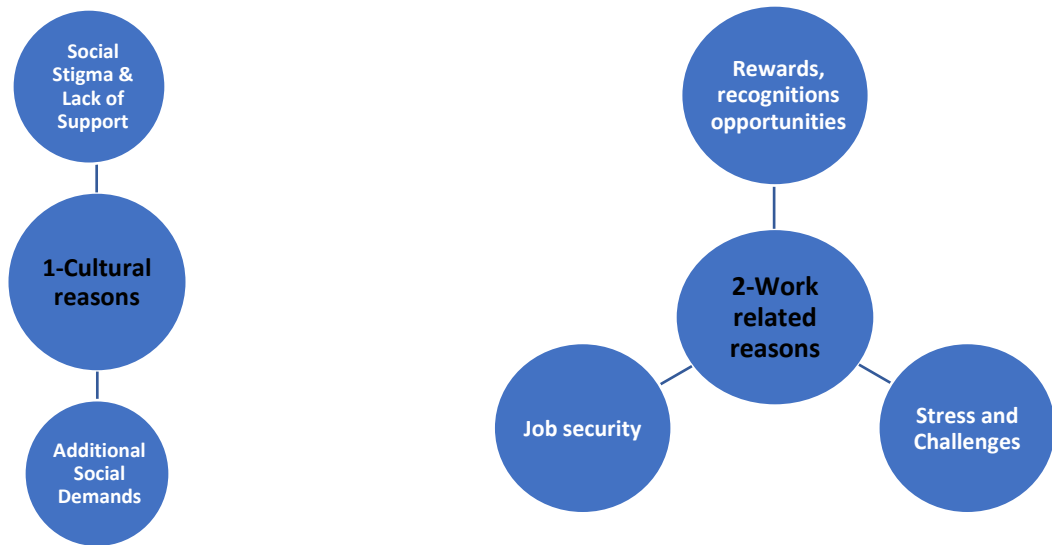 Social
Stigma &
Lack of
Support
1-Cultural
reasons
Additional
Social
Demands
Rewards,
recognitions
opportunities
2-Work
related
reasons
Job security
Stress and
Challenges